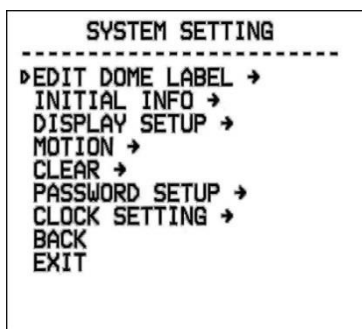 SYSTEM SETTING
EDIT DOME LABEL →
INITIAL INFO →
DISPLAY SETUP →
MOTION →
CLEAR →
PASSWORD SETUP →
CLOCK SETTING →
BACK
EXIT